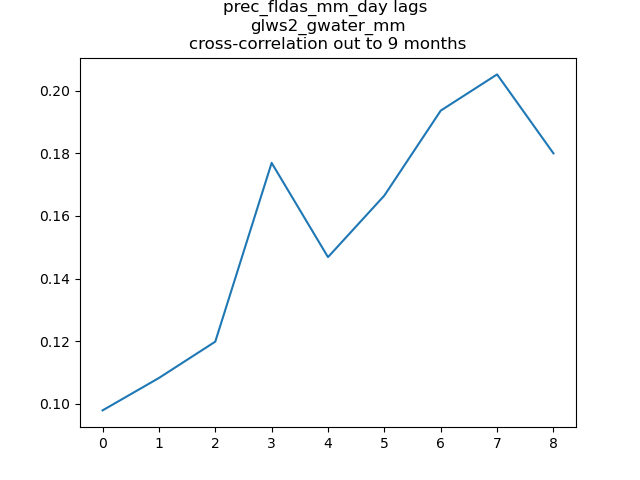 prec_fldas_mm_day lags
glws2_gwater_mm
cross-correlation out to 9 months
0.20
0.18
0.16
0.14
0.12
0.10
0 1 2 3 4 5 6 7 8